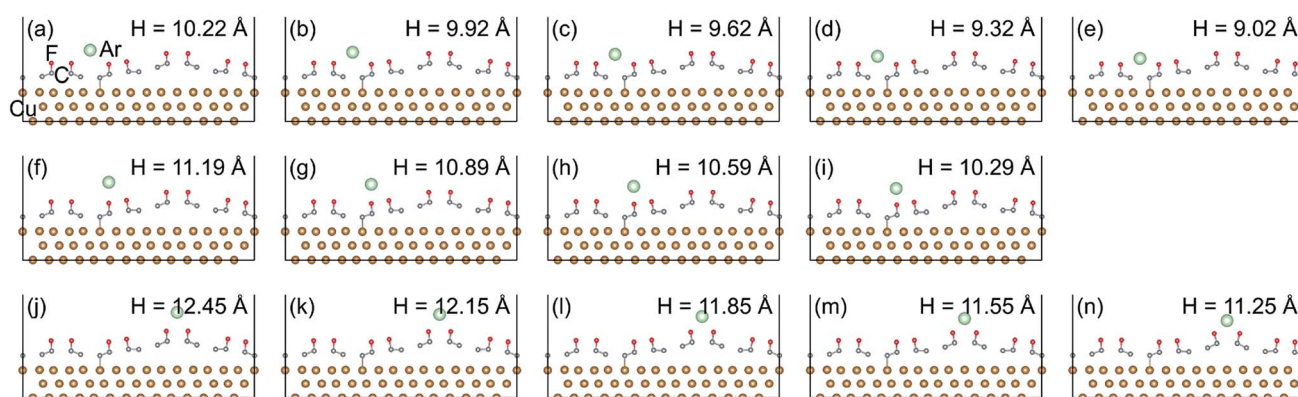 (a) H = 10.22 Å
F Ar
C
Cu
(b) H = 9.92 Å
(c) H = 9.62 Å
(d) H = 9.32 Å
(e) H = 9.02 Å
(f) H = 11.19 Å
(g) H = 10.89 Å
(h) H = 10.59 Å
(i) H = 10.29 Å
(j) H = 12.45 Å
(k) H = 12.15 Å
(l) H = 11.85 Å
(m) H = 11.55 Å
(n) H = 11.25 Å